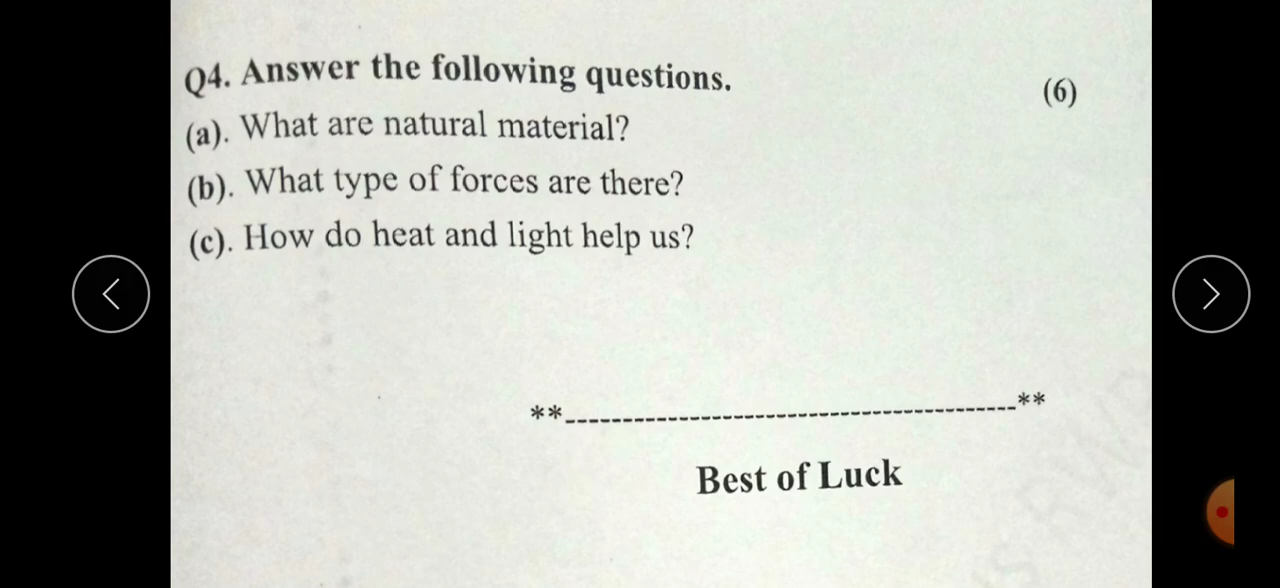 Q4. Answer the following questions. (6)
(a). What are natural material?
(b). What type of forces are there?
(c). How do heat and light help us?
**----------------------------------------**
Best of Luck